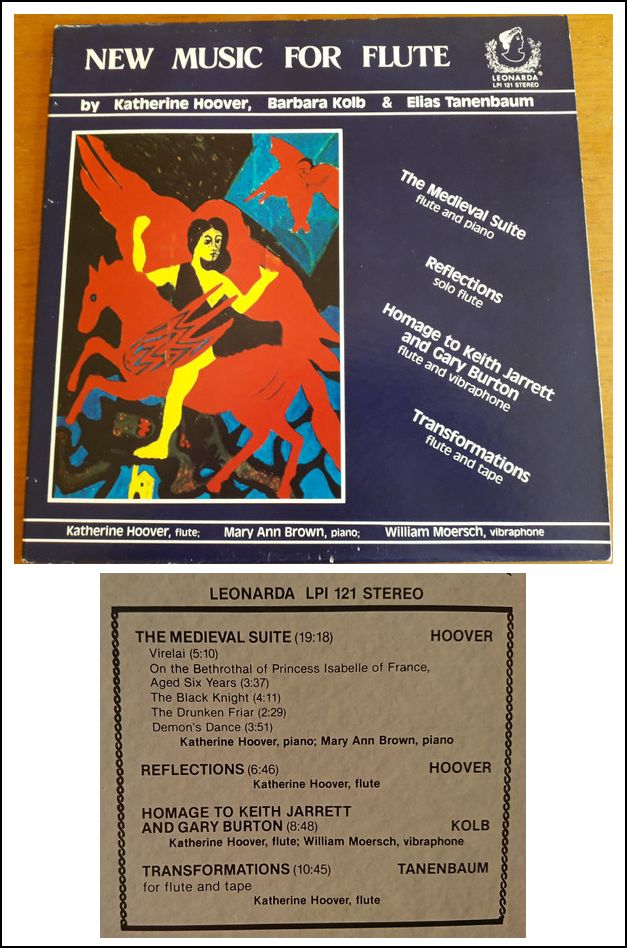 NEW MUSIC FOR FLUTE
LEONARDA
LPI 121 STEREO
by Katherine Hoover, Barbara Kolb & Elias Tanenbaum
The Medieval Suite
flute and piano
Reflections
solo flute
Homage to Keith Jarrett
and Gary Burton
flute and vibraphone
Transformations
flute and tape
Katherine Hoover, flute; Mary Ann Brown, piano; William Moersch, vibraphone
LEONARDA LPI 121 STEREO
THE MEDIEVAL SUITE (19:18) HOOVER
Virelai (5:10)
On the Bethrothal of Princess Isabelle of France,
Aged Six Years (3:37)
The Black Knight (4:11)
The Drunken Friar (2:29)
Demon's Dance (3:51)
Katherine Hoover, piano; Mary Ann Brown, piano
REFLECTIONS (6:46) HOOVER
Katherine Hoover, flute
HOMAGE TO KEITH JARRETT
AND GARY BURTON (8:48) KOLB
Katherine Hoover, flute; William Moersch, vibraphone
TRANSFORMATIONS (10:45) TANENBAUM
for flute and tape
Katherine Hoover, flute